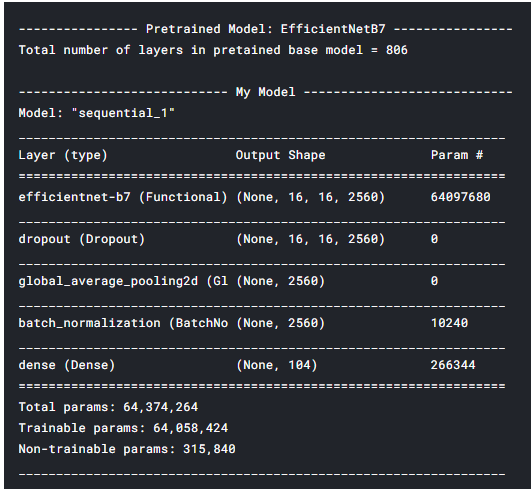 ---------------- Pretrained Model: EfficientNetB7 ----------------
Total number of layers in pretained base model = 806
---------------------------- My Model ----------------------------
Model: "sequential_1"
_________________________________________________________________
Layer (type) Output Shape Param #
=================================================================
efficientnet-b7 (Functional) (None, 16, 16, 2560) 64097680
_________________________________________________________________
dropout (Dropout) (None, 16, 16, 2560) 0
_________________________________________________________________
global_average_pooling2d (Gl (None, 2560) 0
_________________________________________________________________
batch_normalization (BatchNo (None, 2560) 10240
_________________________________________________________________
dense (Dense) (None, 104) 266344
=================================================================
Total params: 64,374,264
Trainable params: 64,058,424
Non-trainable params: 315,840
_________________________________________________________________